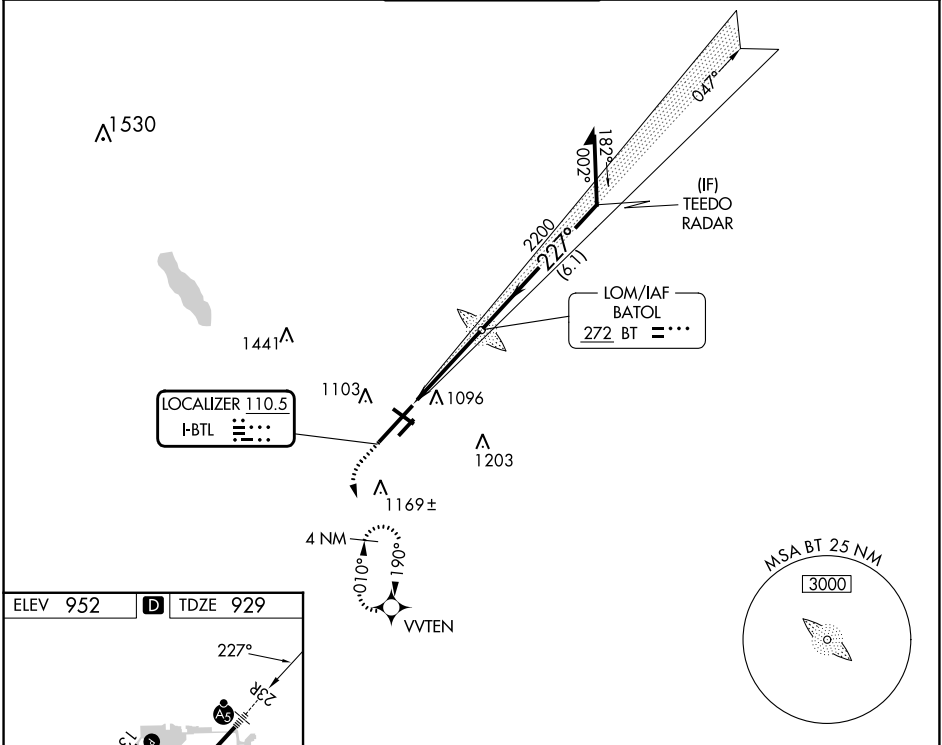 1530
047°
182°
002°
(IF)
TEEDO
RADAR
2200
227°
(6.1)
LOM/IAF
BATOL
272 BT
1441
1103
1096
LOCALIZER 110.5
I-BTL
1203
1169 ±
4 NM
010°
190°
VVTEN
MSA BT 25 NM
3000
ELEV 952 D TDZE 929
227°
23R
A5